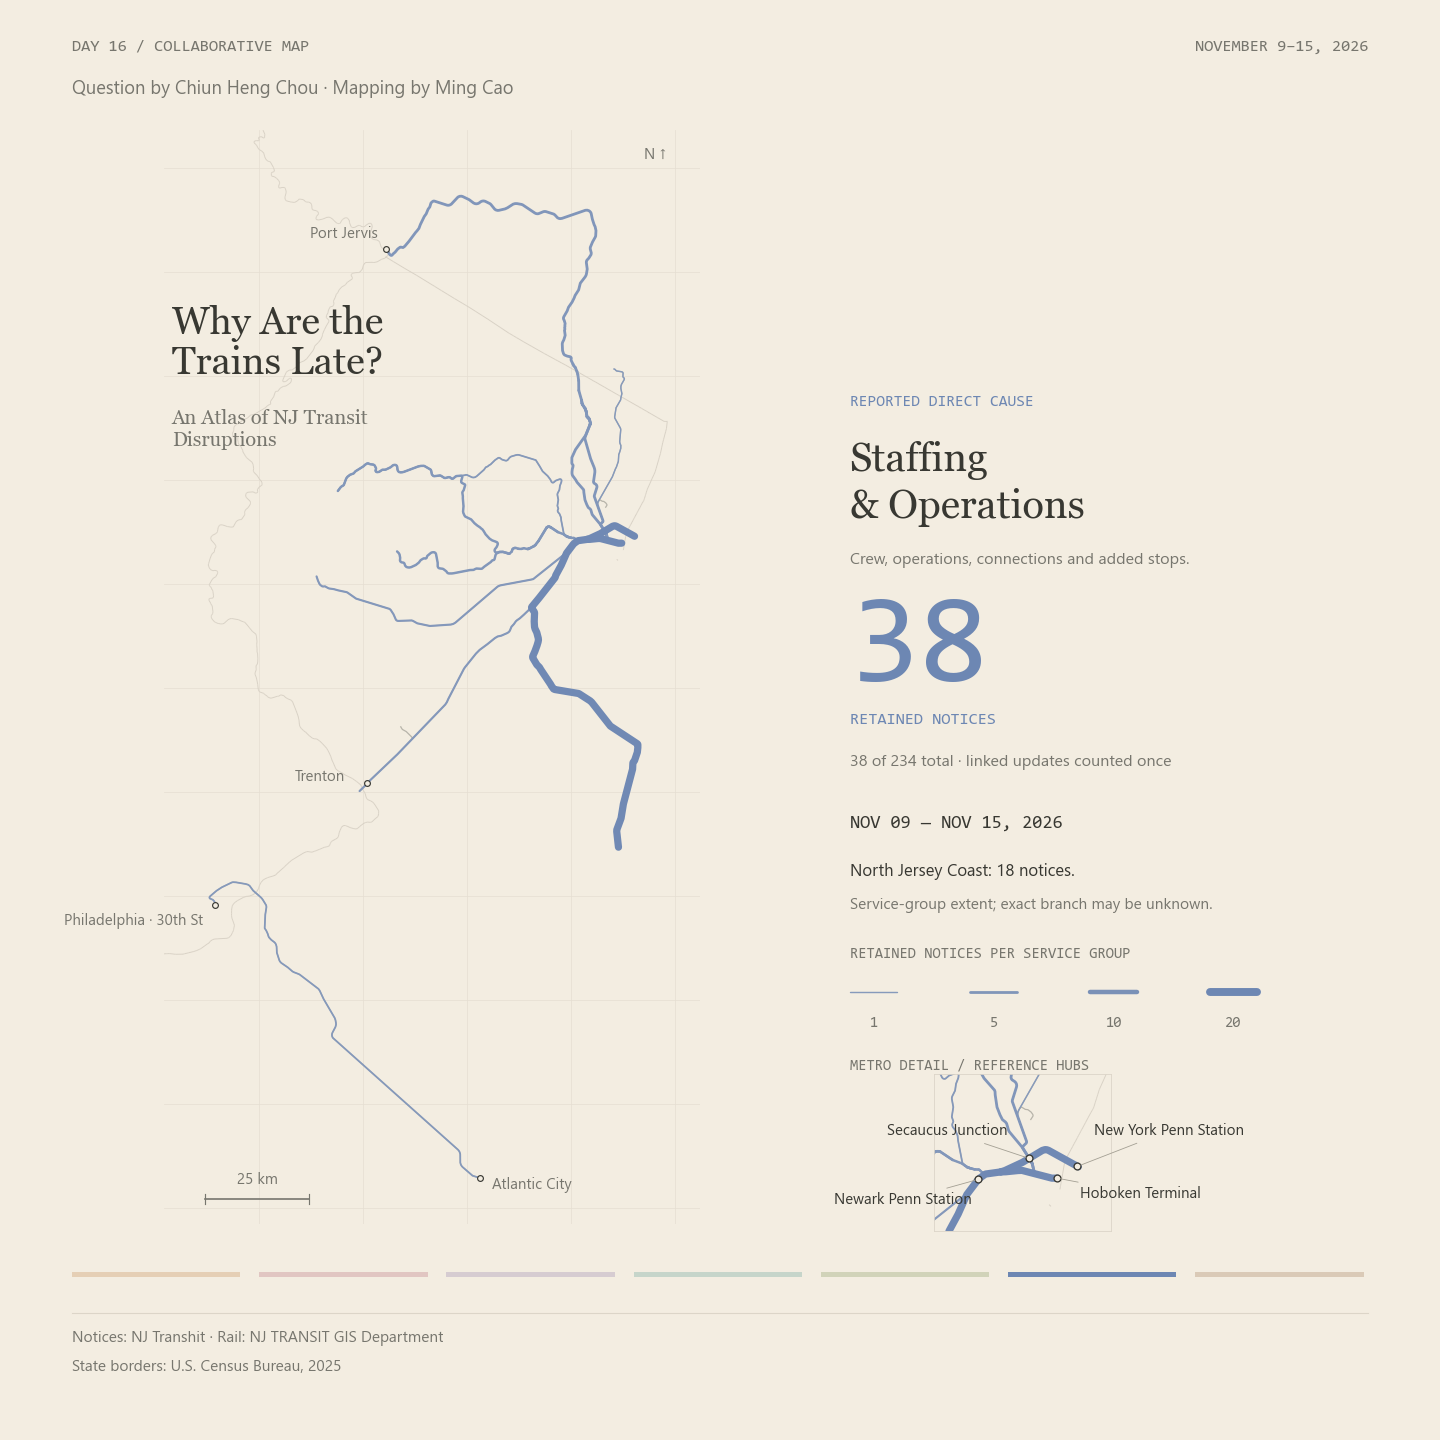 DAY 16 / COLLABORATIVE MAP
NOVEMBER 9–15, 2026
Question by Chiun Heng Chou · Mapping by Ming Cao
N ↑
Port Jervis
Why Are the
Trains Late?
An Atlas of NJ Transit
Disruptions
Trenton
Philadelphia · 30th St
Atlantic City
25 km
REPORTED DIRECT CAUSE
Staffing
& Operations
Crew, operations, connections and added stops.
38
RETAINED NOTICES
38 of 234 total · linked updates counted once
NOV 09 — NOV 15, 2026
North Jersey Coast: 18 notices.
Service-group extent; exact branch may be unknown.
RETAINED NOTICES PER SERVICE GROUP
1 5 10 20
METRO DETAIL / REFERENCE HUBS
Secaucus Junction
New York Penn Station
Newark Penn Station
Hoboken Terminal
Notices: NJ Transhit · Rail: NJ TRANSIT GIS Department
State borders: U.S. Census Bureau, 2025